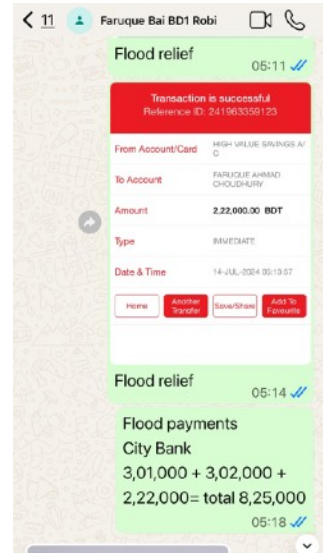 11
Faruque Bai BD1 Robi
Flood relief
05:11
Transaction is successful
Reference ID: 241963359123
From Account/Card HIGH VALUE SAVINGS A/
C
To Account FARUQUE AHMAD
CHOUDHURY
Amount 2,22,000.00 BDT
Type IMMEDIATE
Date & Time 14-JUL-2024 05:13:57
Home Another Transfer Save/Share Add To Favourite
Flood relief
05:14
Flood payments
City Bank
3,01,000 + 3,02,000 +
2,22,000= total 8,25,000
05:18